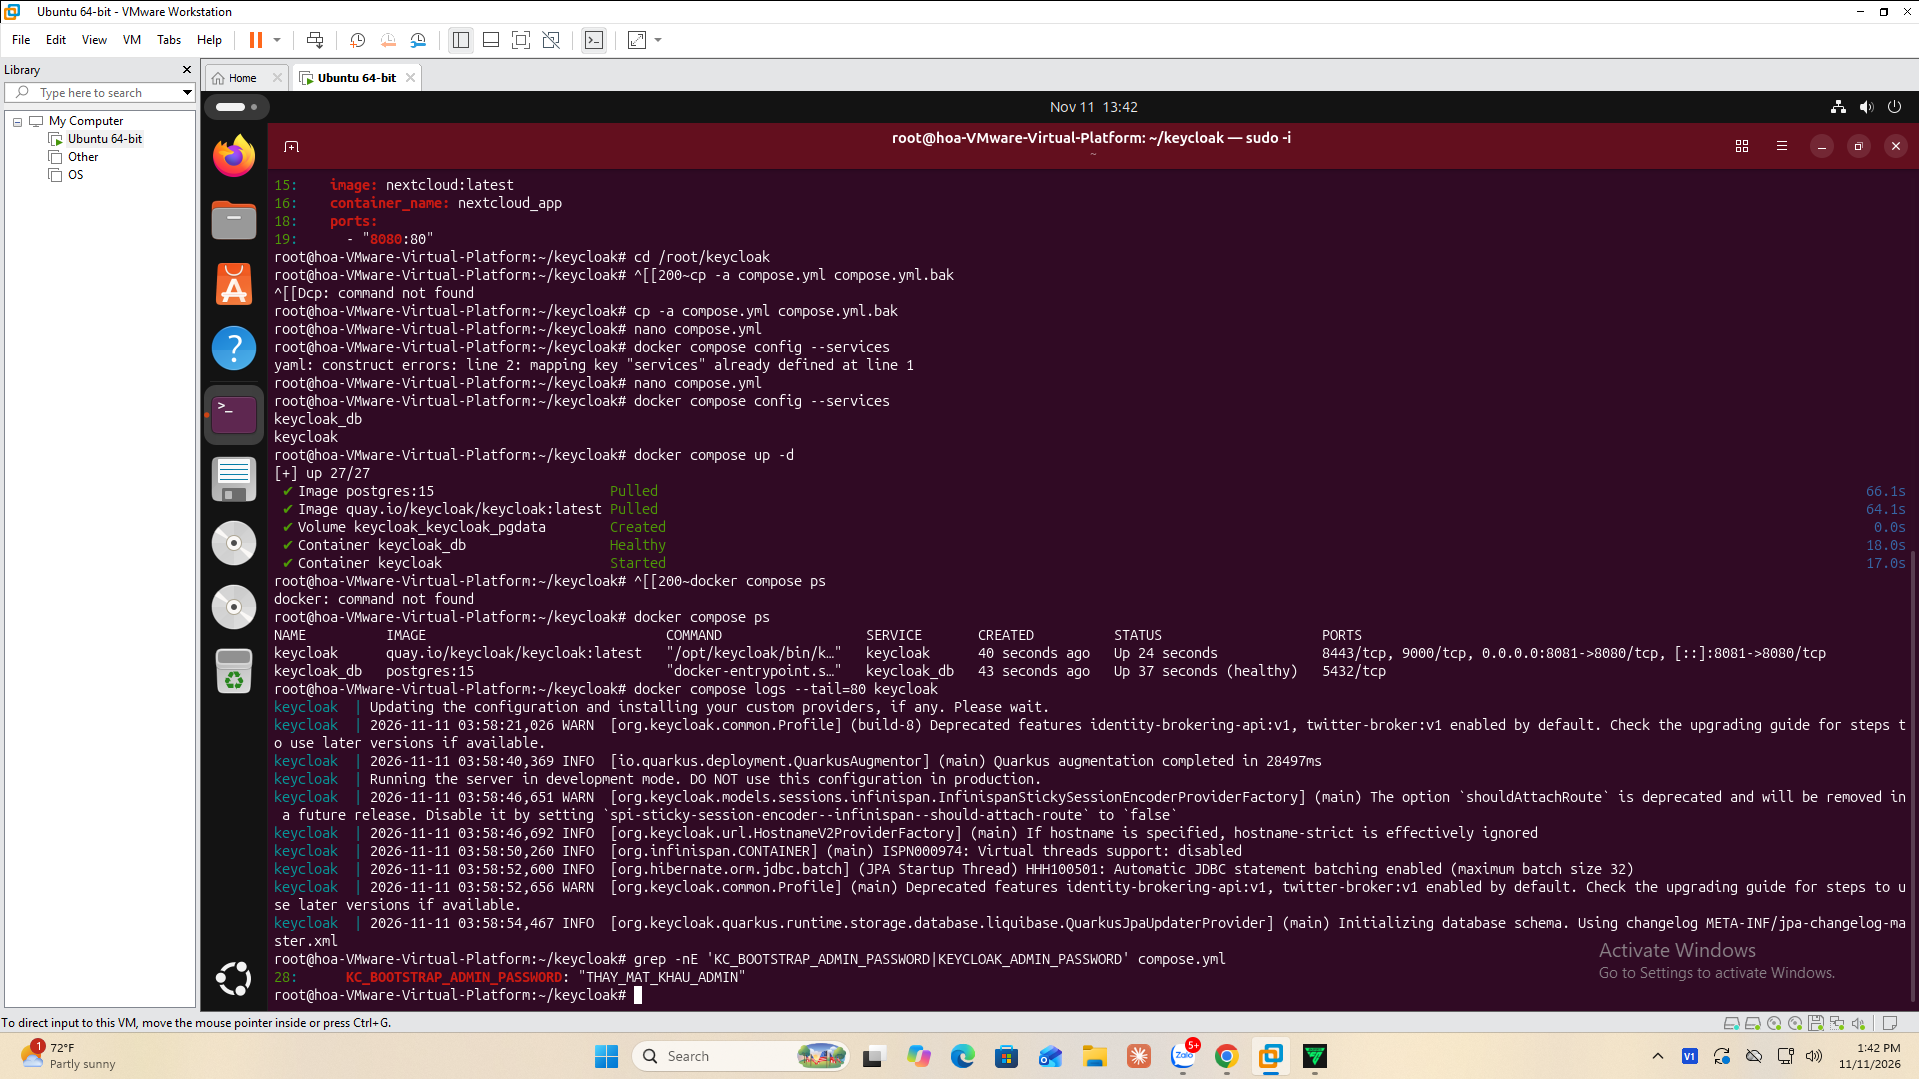 Ubuntu 64-bit - VMware Workstation
File Edit View VM Tabs Help
Library
Home
Ubuntu 64-bit
Type here to search
My Computer
Ubuntu 64-bit
Other
OS
Nov 11 13:42
root@hoa-VMware-Virtual-Platform: ~/keycloak — sudo -i
~
15:    image: nextcloud:latest
16:    container_name: nextcloud_app
18:    ports:
19:      - "8080:80"
root@hoa-VMware-Virtual-Platform:~/keycloak# cd /root/keycloak
root@hoa-VMware-Virtual-Platform:~/keycloak# ^[[200~cp -a compose.yml compose.yml.bak
^[[Dcp: command not found
root@hoa-VMware-Virtual-Platform:~/keycloak# cp -a compose.yml compose.yml.bak
root@hoa-VMware-Virtual-Platform:~/keycloak# nano compose.yml
root@hoa-VMware-Virtual-Platform:~/keycloak# docker compose config --services
yaml: construct errors: line 2: mapping key "services" already defined at line 1
root@hoa-VMware-Virtual-Platform:~/keycloak# nano compose.yml
root@hoa-VMware-Virtual-Platform:~/keycloak# docker compose config --services
keycloak_db
keycloak
root@hoa-VMware-Virtual-Platform:~/keycloak# docker compose up -d
[+] up 27/27
✔ Image postgres:15 Pulled 66.1s
✔ Image quay.io/keycloak/keycloak:latest Pulled 64.1s
✔ Volume keycloak_keycloak_pgdata Created 0.0s
✔ Container keycloak_db Healthy 18.0s
✔ Container keycloak Started 17.0s
root@hoa-VMware-Virtual-Platform:~/keycloak# ^[[200~docker compose ps
docker: command not found
root@hoa-VMware-Virtual-Platform:~/keycloak# docker compose ps
NAME IMAGE COMMAND SERVICE CREATED STATUS PORTS
keycloak quay.io/keycloak/keycloak:latest "/opt/keycloak/bin/k…" keycloak 40 seconds ago Up 24 seconds 8443/tcp, 9000/tcp, 0.0.0.0:8081->8080/tcp, [::]:8081->8080/tcp
keycloak_db postgres:15 "docker-entrypoint.s…" keycloak_db 43 seconds ago Up 37 seconds (healthy) 5432/tcp
root@hoa-VMware-Virtual-Platform:~/keycloak# docker compose logs --tail=80 keycloak
keycloak | Updating the configuration and installing your custom providers, if any. Please wait.
keycloak | 2026-11-11 03:58:21,026 WARN [org.keycloak.common.Profile] (build-8) Deprecated features identity-brokering-api:v1, twitter-broker:v1 enabled by default. Check the upgrading guide for steps t
o use later versions if available.
keycloak | 2026-11-11 03:58:40,369 INFO [io.quarkus.deployment.QuarkusAugmentor] (main) Quarkus augmentation completed in 28497ms
keycloak | Running the server in development mode. DO NOT use this configuration in production.
keycloak | 2026-11-11 03:58:46,651 WARN [org.keycloak.models.sessions.infinispan.InfinispanStickySessionEncoderProviderFactory] (main) The option `shouldAttachRoute` is deprecated and will be removed in
a future release. Disable it by setting `spi-sticky-session-encoder--infinispan--should-attach-route` to `false`
keycloak | 2026-11-11 03:58:46,692 INFO [org.keycloak.url.HostnameV2ProviderFactory] (main) If hostname is specified, hostname-strict is effectively ignored
keycloak | 2026-11-11 03:58:50,260 INFO [org.infinispan.CONTAINER] (main) ISPN000974: Virtual threads support: disabled
keycloak | 2026-11-11 03:58:52,600 INFO [org.hibernate.orm.jdbc.batch] (JPA Startup Thread) HHH100501: Automatic JDBC statement batching enabled (maximum batch size 32)
keycloak | 2026-11-11 03:58:52,656 WARN [org.keycloak.common.Profile] (main) Deprecated features identity-brokering-api:v1, twitter-broker:v1 enabled by default. Check the upgrading guide for steps to u
se later versions if available.
keycloak | 2026-11-11 03:58:54,467 INFO [org.keycloak.quarkus.runtime.storage.database.liquibase.QuarkusJpaUpdaterProvider] (main) Initializing database schema. Using changelog META-INF/jpa-changelog-ma
ster.xml
root@hoa-VMware-Virtual-Platform:~/keycloak# grep -nE 'KC_BOOTSTRAP_ADMIN_PASSWORD|KEYCLOAK_ADMIN_PASSWORD' compose.yml
28:      KC_BOOTSTRAP_ADMIN_PASSWORD: "THAY_MAT_KHAU_ADMIN"
root@hoa-VMware-Virtual-Platform:~/keycloak#
Activate Windows
Go to Settings to activate Windows.
To direct input to this VM, move the mouse pointer inside or press Ctrl+G.
1
72°F
Partly sunny
Search
Zalo
5+
V1
1:42 PM
11/11/2026